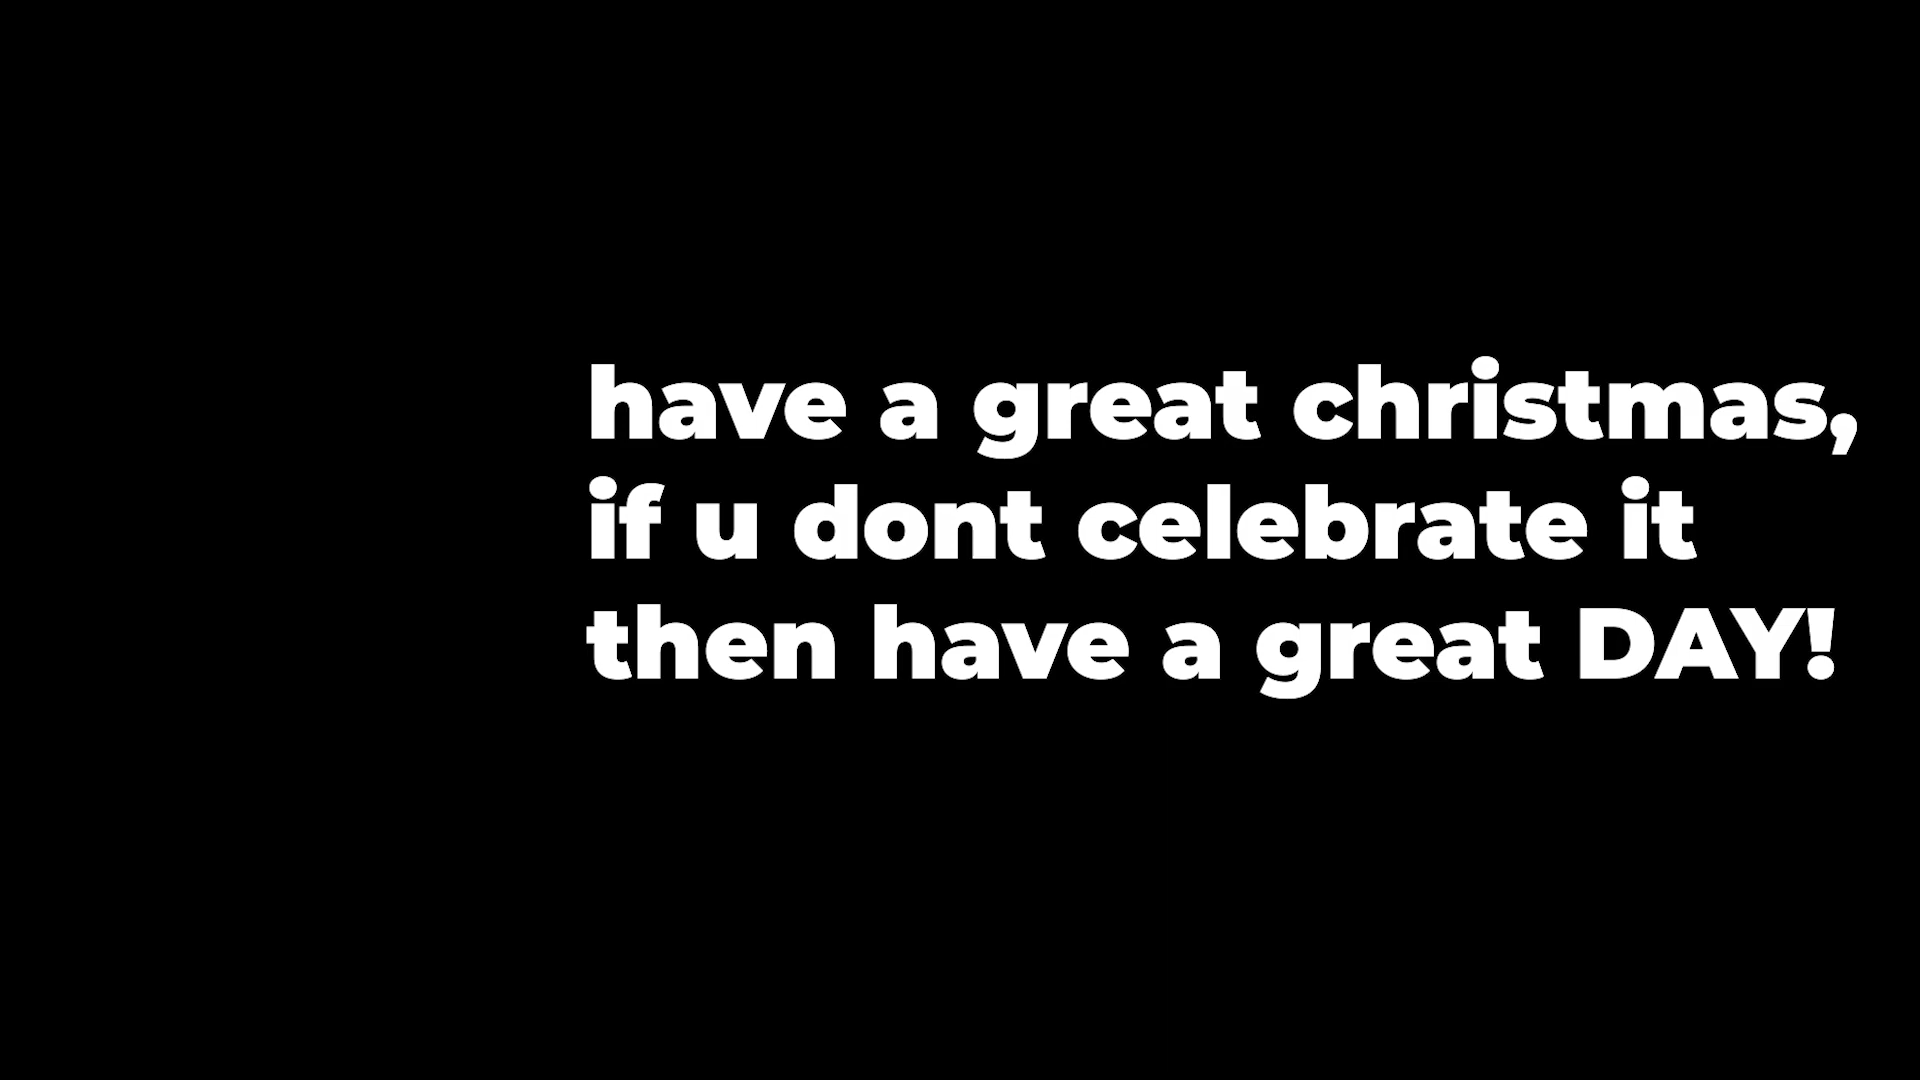 have a great christmas,
if u dont celebrate it
then have a great DAY!